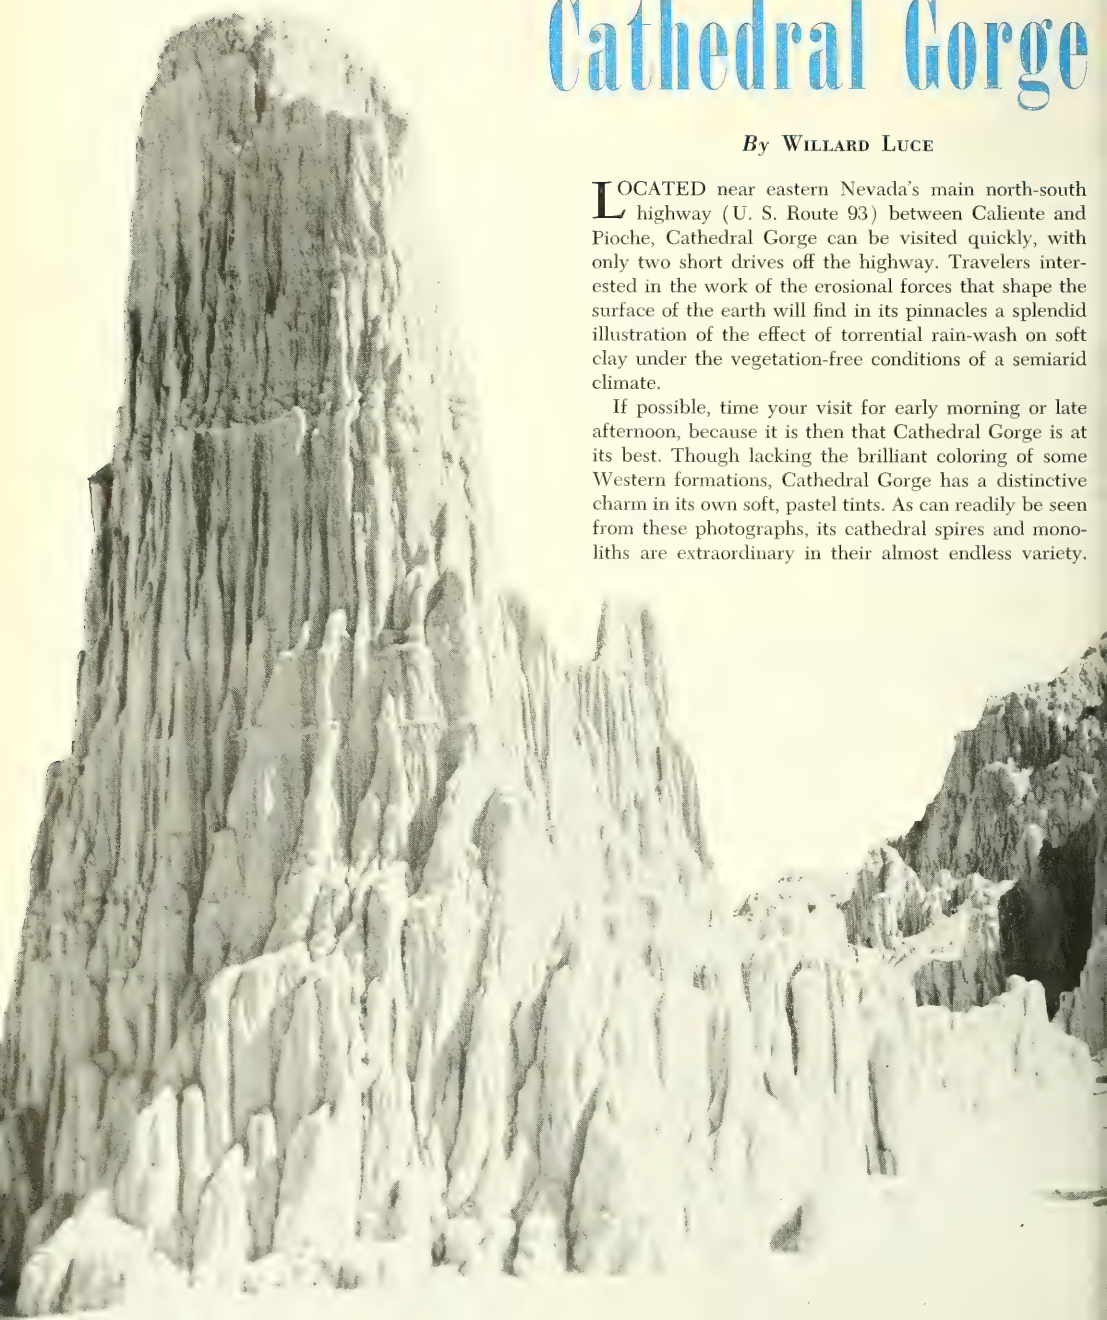 Cathedral Gorge
By WILLARD LUCE
LOCATED near eastern Nevada's main north-south
highway (U. S. Route 93) between Caliente and
Pioche, Cathedral Gorge can be visited quickly, with
only two short drives off the highway. Travelers inter-
ested in the work of the erosional forces that shape the
surface of the earth will find in its pinnacles a splendid
illustration of the effect of torrential rain-wash on soft
clay under the vegetation-free conditions of a semiarid
climate.
If possible, time your visit for early morning or late
afternoon, because it is then that Cathedral Gorge is at
its best. Though lacking the brilliant coloring of some
Western formations, Cathedral Gorge has a distinctive
charm in its own soft, pastel tints. As can readily be seen
from these photographs, its cathedral spires and mono-
liths are extraordinary in their almost endless variety.